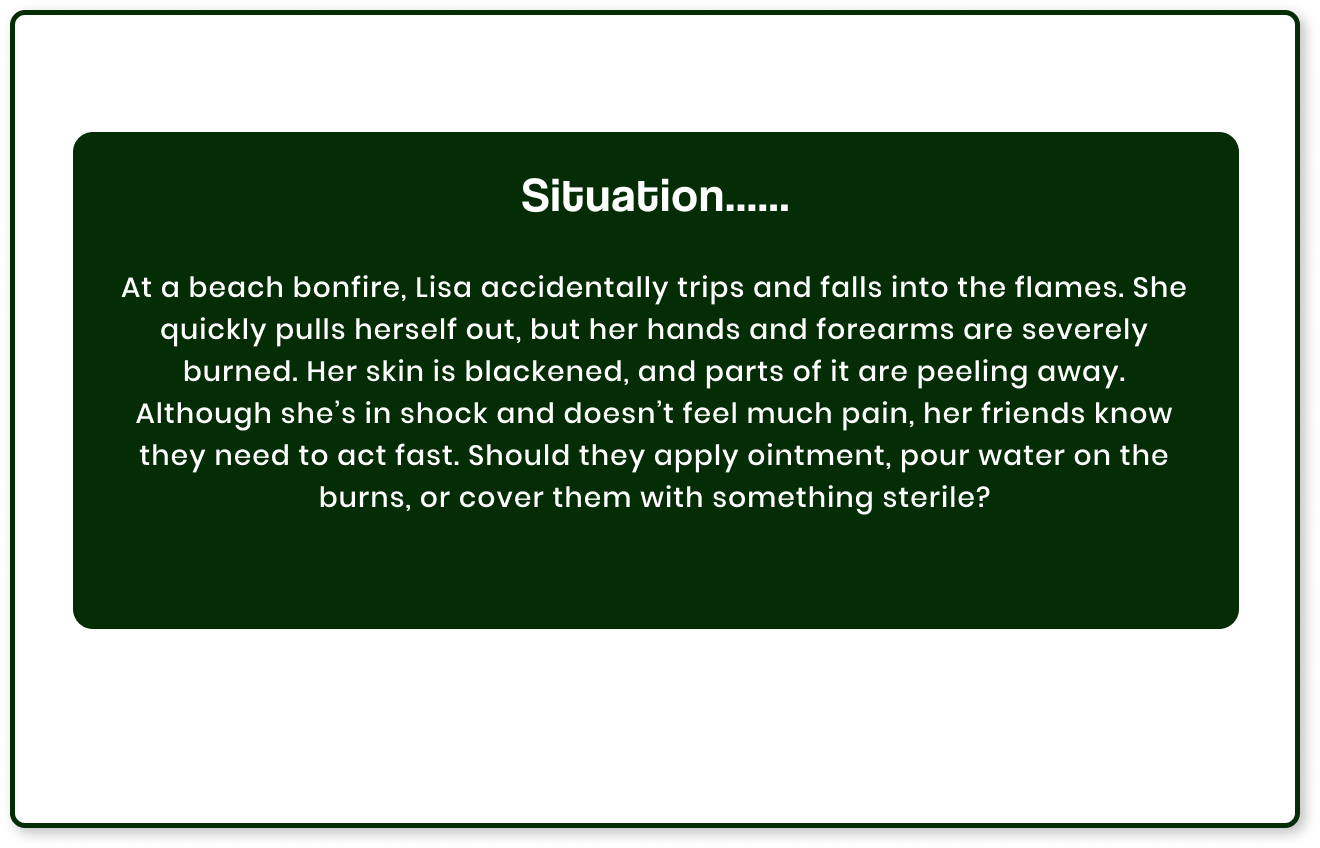 Situation......
At a beach bonfire, Lisa accidentally trips and falls into the flames. She
quickly pulls herself out, but her hands and forearms are severely
burned. Her skin is blackened, and parts of it are peeling away.
Although she’s in shock and doesn’t feel much pain, her friends know
they need to act fast. Should they apply ointment, pour water on the
burns, or cover them with something sterile?